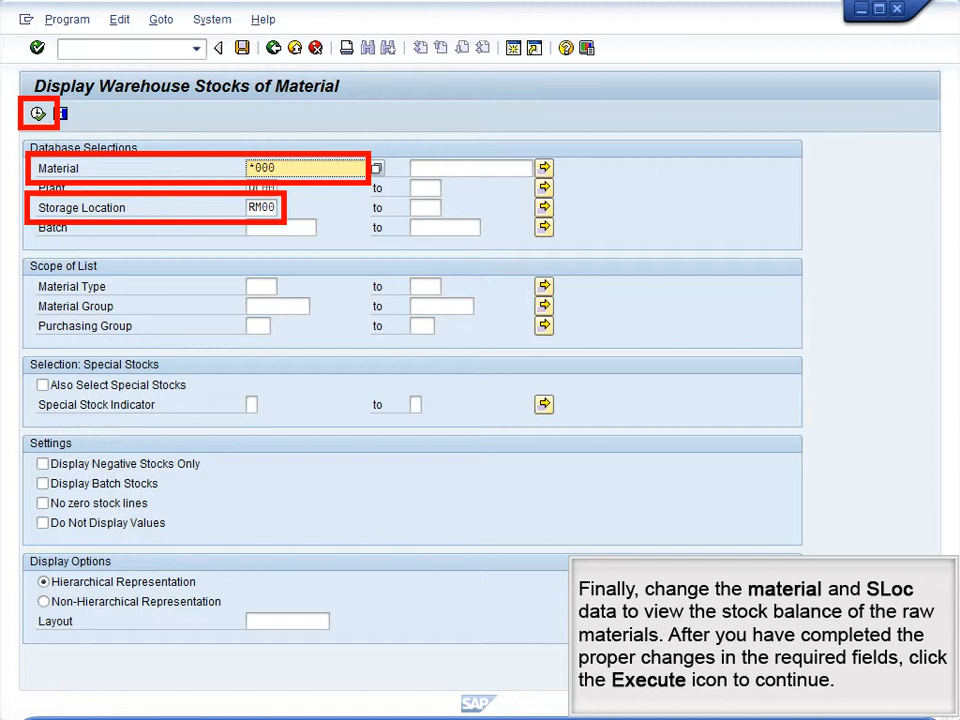 Program Edit Goto System Help
Display Warehouse Stocks of Material
Database Selections
Material *000
Plant to
Storage Location RM00 to
Batch to
Scope of List
Material Type to
Material Group to
Purchasing Group to
Selection: Special Stocks
Also Select Special Stocks
Special Stock Indicator to
Settings
Display Negative Stocks Only
Display Batch Stocks
No zero stock lines
Do Not Display Values
Display Options
Hierarchical Representation
Non-Hierarchical Representation
Layout
Finally, change the material and SLoc
data to view the stock balance of the raw
materials. After you have completed the
proper changes in the required fields, click
the Execute icon to continue.
SAP